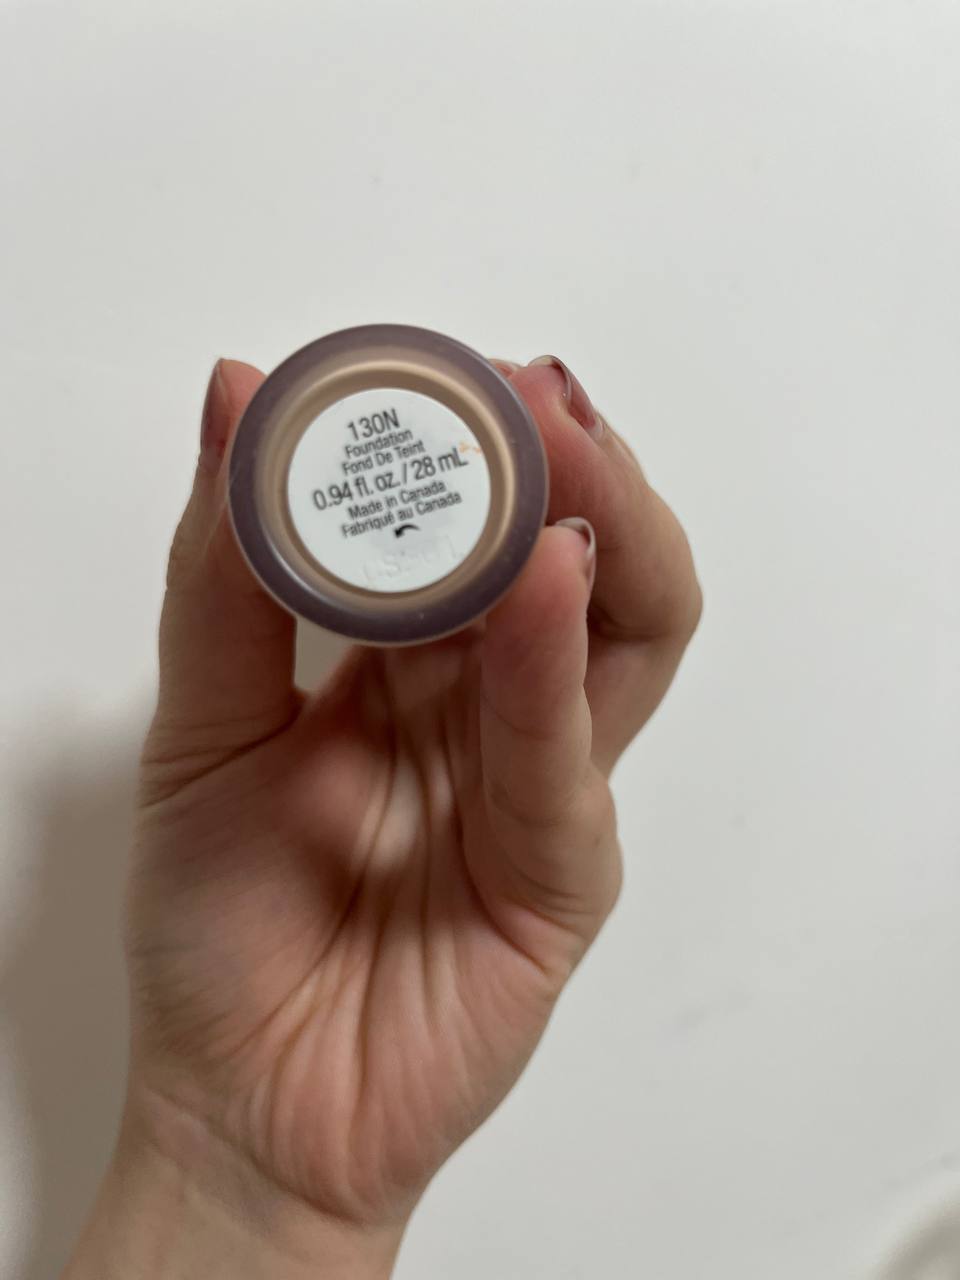 130N
Foundation
Fond De Teint
0.94 fl. oz. / 28 mL
Made in Canada
Fabriqué au Canada